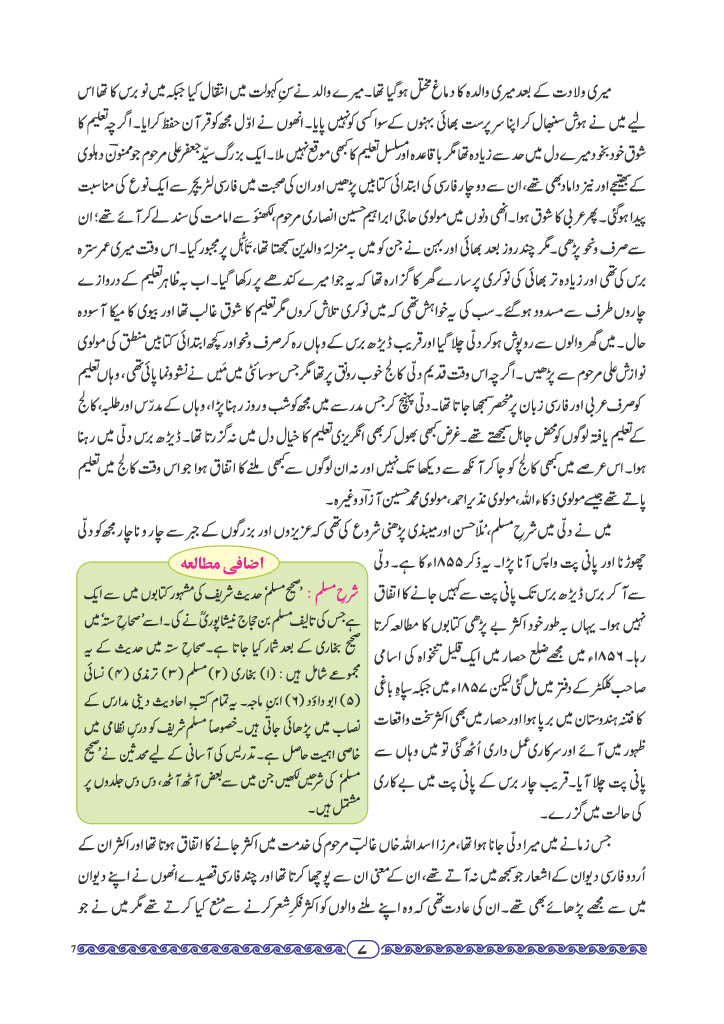 میری ولادت کے بعد میری والدہ کا دماغ مختل ہوگیا تھا۔ میرے والد نے سنِ کہولت میں انتقال کیا جبکہ میں نو برس کا تھا اس
لیے میں نے ہوش سنبھال کر اپنا سرپرست بھائی بہنوں کے سوا کسی کو نہیں پایا۔ انھوں نے اوّل مجھ کو قرآن حفظ کرایا۔ اگرچہ تعلیم کا
شوق خود بخود میرے دل میں حد سے زیادہ تھا مگر باقاعدہ اور مسلسل تعلیم کا کبھی موقع نہیں ملا۔ ایک بزرگ سیّد جعفر علی مرحوم جو ممنونؔ دہلوی
کے بھتیجے اور نیز داماد بھی تھے، ان سے دو چار فارسی کی ابتدائی کتابیں پڑھیں اور ان کی صحبت میں فارسی لٹریچر سے ایک نوع کی مناسبت
پیدا ہوگئی۔ پھر عربی کا شوق ہوا۔ انھی دنوں میں مولوی حاجی ابراہیم حسین انصاری مرحوم، لکھنؤ سے امامت کی سند لے کر آئے تھے؛ ان
سے صرف و نحو پڑھی۔ مگر چند روز بعد بھائی اور بہن نے جن کو میں بہ منزلۂ والدین سمجھتا تھا، تَاَہُّل پر مجبور کیا۔ اس وقت میری عمر سترہ
برس کی تھی اور زیادہ تر بھائی کی نوکری پر سارے گھر کا گزارہ تھا کہ یہ جوا میرے کندھے پر رکھا گیا۔ اب بہ ظاہر تعلیم کے دروازے
چاروں طرف سے مسدود ہوگئے۔ سب کی یہ خواہش تھی کہ میں نوکری تلاش کروں مگر تعلیم کا شوق غالب تھا اور بیوی کا میکا آسودہ
حال۔ میں گھر والوں سے روپوش ہوکر دلّی چلا گیا اور قریب ڈیڑھ برس کے وہاں رہ کر صرف و نحو اور کچھ ابتدائی کتابیں منطق کی مولوی
نوازش علی مرحوم سے پڑھیں۔ اگرچہ اس وقت قدیم دلّی کالج خوب رونق پر تھا مگر جس سوسائٹی میں مَیں نے نشوونما پائی تھی، وہاں تعلیم
کو صرف عربی اور فارسی زبان پر منحصر سمجھا جاتا تھا۔ دلّی پہنچ کر جس مدرسے میں مجھ کو شب و روز رہنا پڑا، وہاں کے مدرّس اور طلبہ، کالج
کے تعلیم یافتہ لوگوں کو محض جاہل سمجھتے تھے۔ غرض کبھی بھول کر بھی انگریزی تعلیم کا خیال دل میں نہ گزرتا تھا۔ ڈیڑھ برس دلّی میں رہنا
ہوا۔ اس عرصے میں کبھی کالج کو جاکر آنکھ سے دیکھا تک نہیں اور نہ ان لوگوں سے کبھی ملنے کا اتفاق ہوا جو اس وقت کالج میں تعلیم
پاتے تھے جیسے مولوی ذکاء اللہ، مولوی نذیر احمد، مولوی محمد حسین آزادؔ وغیرہ۔
میں نے دلّی میں شرحِ مسلم، مُلّا حسن اور میبذی پڑھنی شروع کی تھی کہ عزیزوں اور بزرگوں کے جبر سے چار و ناچار مجھ کو دلّی
چھوڑنا اور پانی پت واپس آنا پڑا۔ یہ ذکر ۱۸۵۵ء کا ہے۔ دلّی
سے آ کر برس ڈیڑھ برس تک پانی پت سے کہیں جانے کا اتفاق
نہیں ہوا۔ یہاں بہ طور خود اکثر بے پڑھی کتابوں کا مطالعہ کرتا
رہا۔ ۱۸۵۶ء میں مجھے ضلع حصار میں ایک قلیل تنخواہ کی اسامی
صاحب کلکٹر کے دفتر میں مل گئی لیکن ۱۸۵۷ء میں جبکہ سپاہِ باغی
کا فتنہ ہندوستان میں برپا ہوا اور حصار میں بھی اکثر سخت واقعات
ظہور میں آئے اور سرکاری عمل داری اُٹھ گئی تو میں وہاں سے
پانی پت چلا آیا۔ قریب چار برس کے پانی پت میں بے کاری
کی حالت میں گزرے۔
اضافی مطالعہ
شرحِ مسلم : ’صحیح مسلم‘ حدیث شریف کی مشہور کتابوں میں سے ایک
ہے جس کی تالیف مسلم بن حجاج نیشاپوریؒ نے کی۔ اسے ’صحاحِ ستہ‘ میں
صحیح بخاری کے بعد شمار کیا جاتا ہے۔ صحاحِ ستہ میں حدیث کے یہ
مجموعے شامل ہیں : (۱) بخاری (۲) مسلم (۳) ترمذی (۴) نسائی
(۵) ابو داؤد (۶) ابنِ ماجہ۔ یہ تمام کتبِ احادیث دینی مدارس کے
نصاب میں پڑھائی جاتی ہیں۔ خصوصاً مسلم شریف کو درسِ نظامی میں
خاصی اہمیت حاصل ہے۔ تدریس کی آسانی کے لیے محدثین نے ’صحیح
مسلم‘ کی شرحیں لکھیں جن میں سے بعض آٹھ آٹھ، دس دس جلدوں پر
مشتمل ہیں۔
جس زمانے میں میرا دلّی جانا ہوا تھا، مرزا اسد اللہ خاں غالبؔ مرحوم کی خدمت میں اکثر جانے کا اتفاق ہوتا تھا اور اکثر ان کے
اُردو فارسی دیوان کے اشعار جو سمجھ میں نہ آتے تھے، ان کے معنی ان سے پوچھا کرتا تھا اور چند فارسی قصیدے انھوں نے اپنے دیوان
میں سے مجھے پڑھائے بھی تھے۔ ان کی عادت تھی کہ وہ اپنے ملنے والوں کو اکثر فکرِ شعر کرنے سے منع کیا کرتے تھے مگر میں نے جو
۷
7